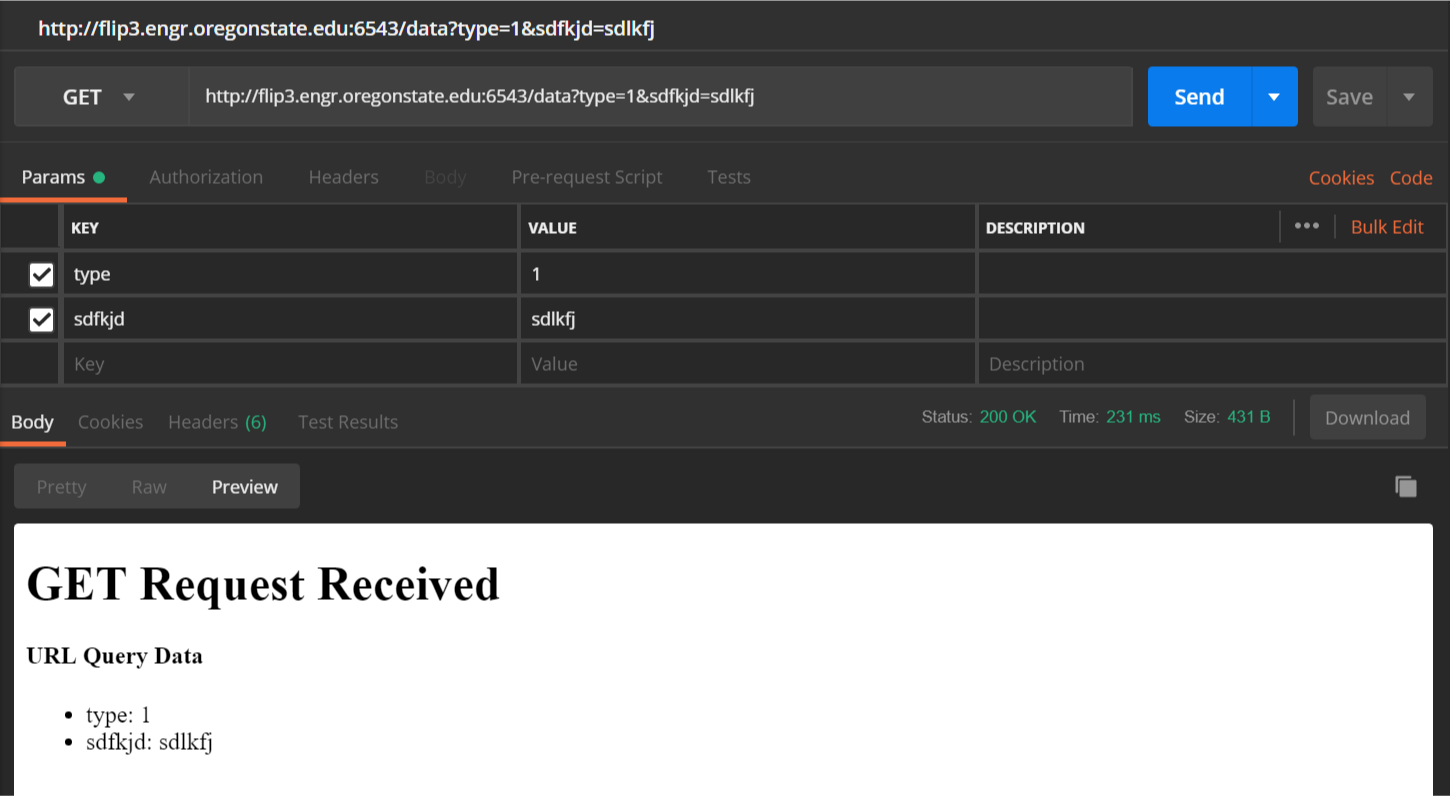 http://flip3.engr.oregonstate.edu:6543/data?type=1&sdfkjd=sdlkfj
GET http://flip3.engr.oregonstate.edu:6543/data?type=1&sdfkjd=sdlkfj Send Save
Params Authorization Headers Body Pre-request Script Tests Cookies Code
KEY VALUE DESCRIPTION ••• Bulk Edit
type 1
sdfkjd sdlkfj
Key Value Description
Body Cookies Headers (6) Test Results Status: 200 OK Time: 231 ms Size: 431 B Download
Pretty Raw Preview
GET Request Received
URL Query Data
• type: 1
• sdfkjd: sdlkfj